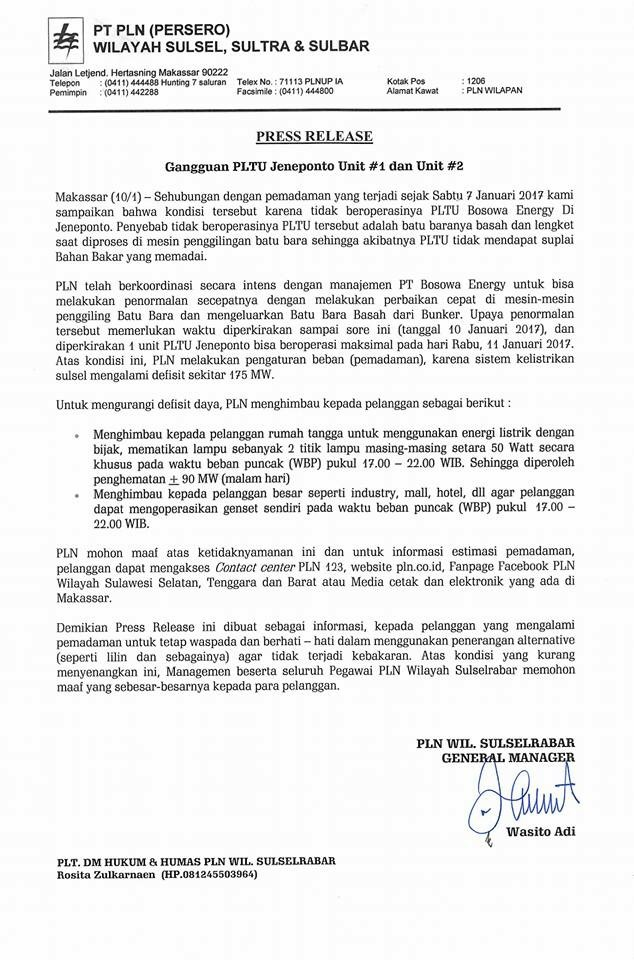 PT PLN (PERSERO)
WILAYAH SULSEL, SULTRA & SULBAR
Jalan Letjend. Hertasning Makassar 90222
Telepon : (0411) 444488 Hunting 7 saluran Telex No. : 71113 PLNUP IA Kotak Pos : 1206
Pemimpin : (0411) 442288 Facsimile : (0411) 444800 Alamat Kawat : PLN WILAPAN
PRESS RELEASE
Gangguan PLTU Jeneponto Unit #1 dan Unit #2
Makassar (10/1) – Sehubungan dengan pemadaman yang terjadi sejak Sabtu 7 Januari 2017 kami
sampaikan bahwa kondisi tersebut karena tidak beroperasinya PLTU Bosowa Energy Di
Jeneponto. Penyebab tidak beroperasinya PLTU tersebut adalah batu baranya basah dan lengket
saat diproses di mesin penggilingan batu bara sehingga akibatnya PLTU tidak mendapat suplai
Bahan Bakar yang memadai.
PLN telah berkoordinasi secara intens dengan manajemen PT Bosowa Energy untuk bisa
melakukan penormalan secepatnya dengan melakukan perbaikan cepat di mesin-mesin
penggiling Batu Bara dan mengeluarkan Batu Bara Basah dari Bunker. Upaya penormalan
tersebut memerlukan waktu diperkirakan sampai sore ini (tanggal 10 Januari 2017), dan
diperkirakan 1 unit PLTU Jeneponto bisa beroperasi maksimal pada hari Rabu, 11 Januari 2017.
Atas kondisi ini, PLN melakukan pengaturan beban (pemadaman), karena sistem kelistrikan
sulsel mengalami defisit sekitar 175 MW.
Untuk mengurangi defisit daya, PLN menghimbau kepada pelanggan sebagai berikut :
• Menghimbau kepada pelanggan rumah tangga untuk menggunakan energi listrik dengan
bijak, mematikan lampu sebanyak 2 titik lampu masing-masing setara 50 Watt secara
khusus pada waktu beban puncak (WBP) pukul 17.00 – 22.00 WIB. Sehingga diperoleh
penghematan ± 90 MW (malam hari)
• Menghimbau kepada pelanggan besar seperti industry, mall, hotel, dll agar pelanggan
dapat mengoperasikan genset sendiri pada waktu beban puncak (WBP) pukul 17.00 –
22.00 WIB.
PLN mohon maaf atas ketidaknyamanan ini dan untuk informasi estimasi pemadaman,
pelanggan dapat mengakses Contact center PLN 123, website pln.co.id, Fanpage Facebook PLN
Wilayah Sulawesi Selatan, Tenggara dan Barat atau Media cetak dan elektronik yang ada di
Makassar.
Demikian Press Release ini dibuat sebagai informasi, kepada pelanggan yang mengalami
pemadaman untuk tetap waspada dan berhati – hati dalam menggunakan penerangan alternative
(seperti lilin dan sebagainya) agar tidak terjadi kebakaran. Atas kondisi yang kurang
menyenangkan ini, Managemen beserta seluruh Pegawai PLN Wilayah Sulselrabar memohon
maaf yang sebesar-besarnya kepada para pelanggan.
PLN WIL. SULSELRABAR
GENERAL MANAGER
Wasito Adi
PLT. DM HUKUM & HUMAS PLN WIL. SULSELRABAR
Rosita Zulkarnaen (HP.081245503964)